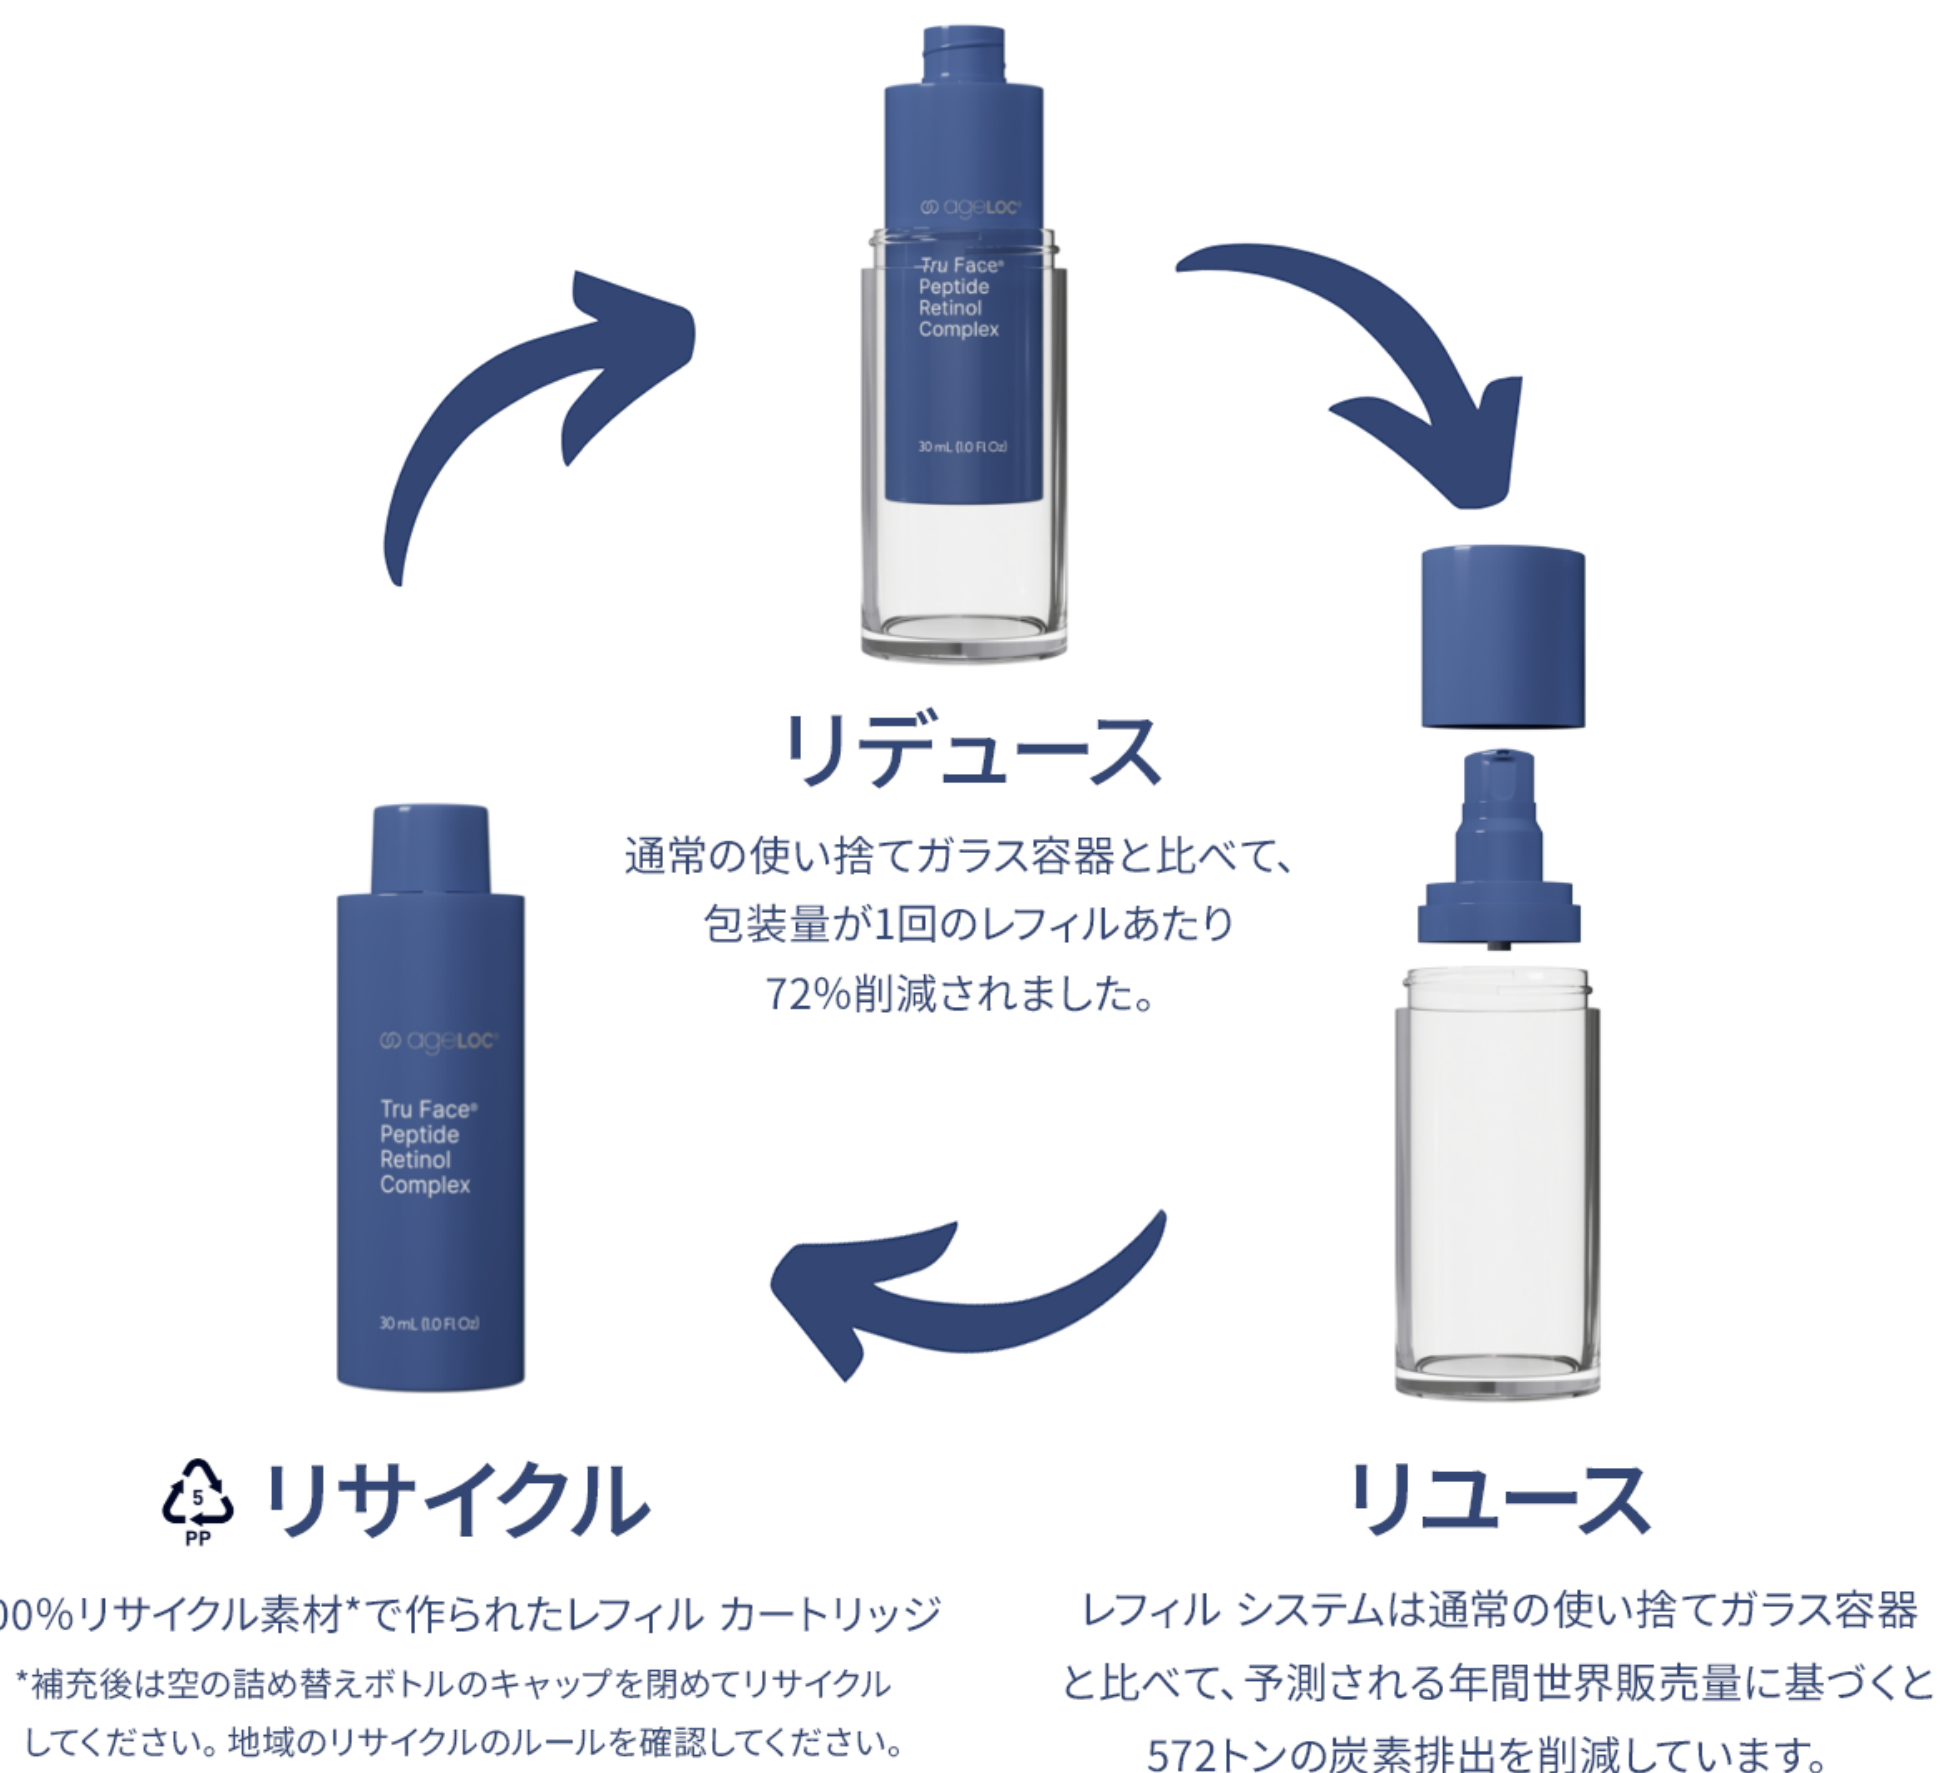 ageLOC®
Tru Face®
Peptide
Retinol
Complex
30 mL (1.0 Fl Oz)
リデュース
通常の使い捨てガラス容器と比べて、
包装量が1回のレフィルあたり
72%削減されました。
ageLOC®
Tru Face®
Peptide
Retinol
Complex
30 mL (1.0 Fl Oz)
5
PP
リサイクル
00%リサイクル素材*で作られたレフィル カートリッジ
*補充後は空の詰め替えボトルのキャップを閉めてリサイクル
してください。地域のリサイクルのルールを確認してください。
リユース
レフィル システムは通常の使い捨てガラス容器
と比べて、予測される年間世界販売量に基づくと
572トンの炭素排出を削減しています。